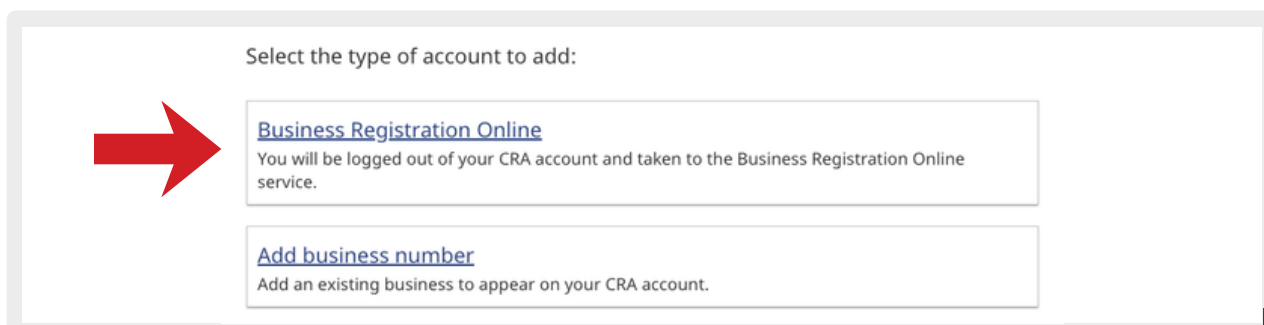 Select the type of account to add:
Business Registration Online
You will be logged out of your CRA account and taken to the Business Registration Online
service.
Add business number
Add an existing business to appear on your CRA account.